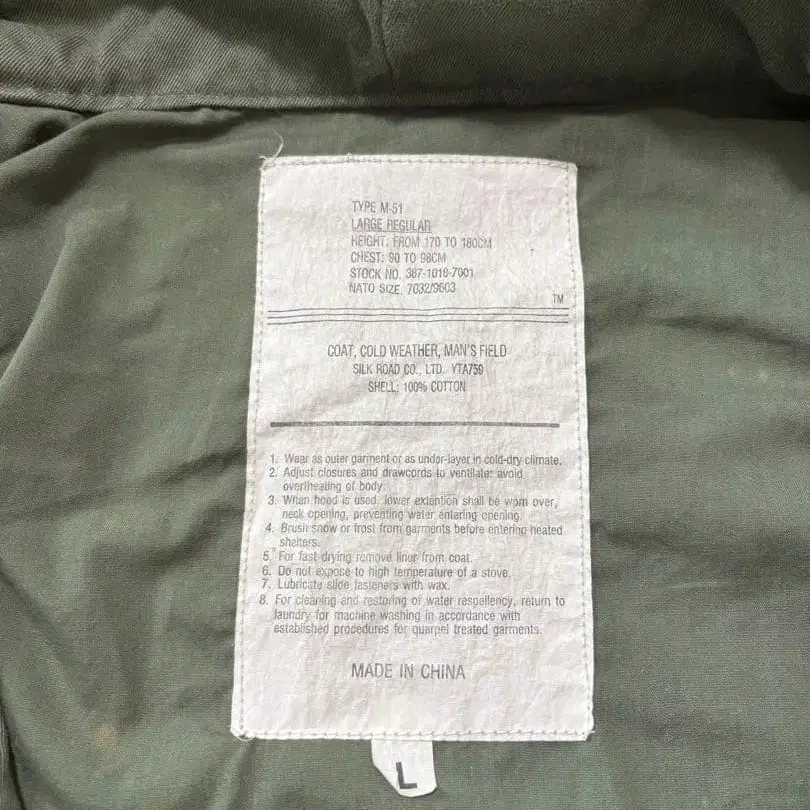 TYPE M-51
LARGE REGULAR
HEIGHT: FROM 170 TO 180CM
CHEST: 90 TO 98CM
STOCK NO. 387-1018-7001
NATO SIZE. 7032/9603
TM
COAT, COLD WEATHER, MAN'S FIELD
SILK ROAD CO., LTD. YTA759
SHELL: 100% COTTON
1. Wear as outer garment or as under-layer in cold-dry climate.
2. Adjust closures and drawcords to ventilate: avoid
overheating of body.
3. When hood is used, lower extention shall be worn over,
neck opening, preventing water entering opening.
4. Brush snow or frost from garments before entering heated
shelters.
5. For fast drying remove liner from coat.
6. Do not expose to high temperature of a stove.
7. Lubricate slide fasteners with wax.
8. For cleaning and restoring of water respellency, return to
laundry for machine washing in accordance with
established procedures for quarpel treated garments.
MADE IN CHINA
L